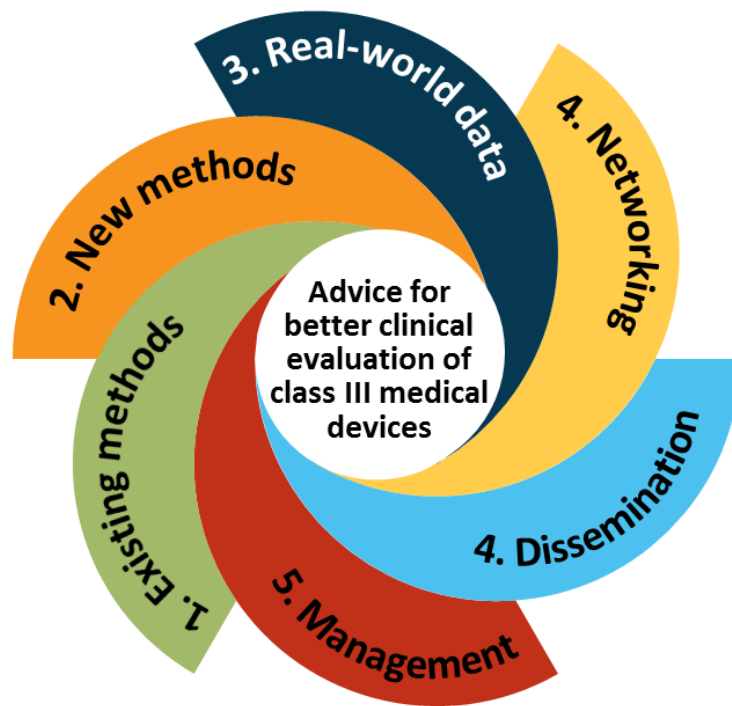 3. Real-world data
4. Networking
2. New methods
Advice for
better clinical
evaluation of
class III medical
devices
1. Existing methods
4. Dissemination
5. Management